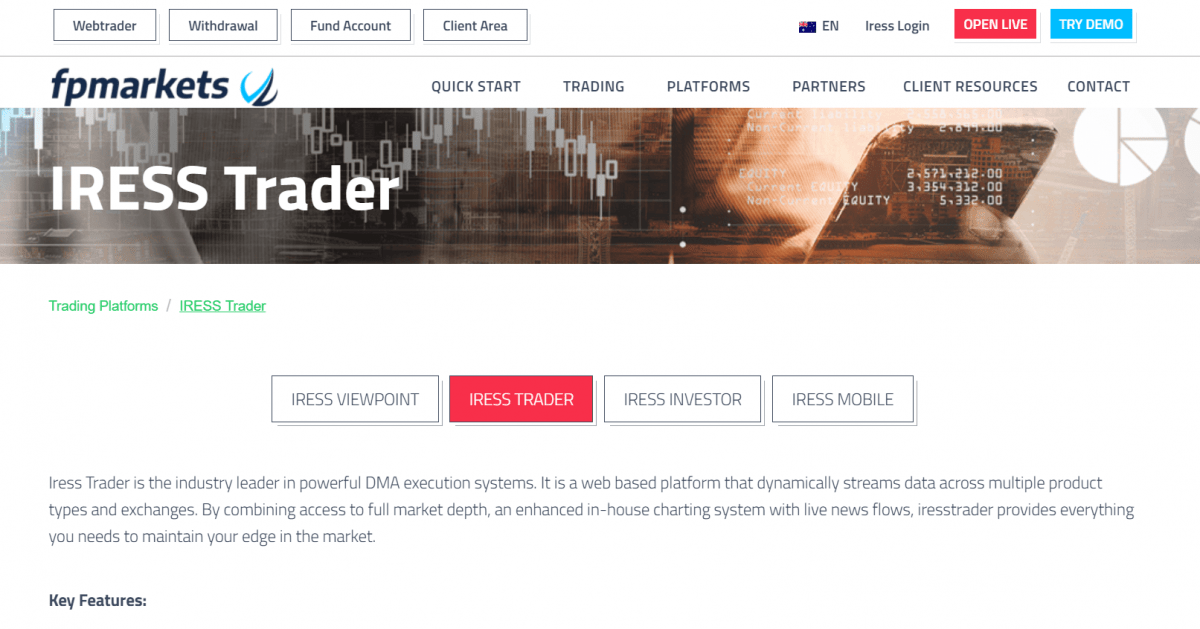 Webtrader Withdrawal Fund Account Client Area EN Iress Login OPEN LIVE TRY DEMO
fpmarkets QUICK START TRADING PLATFORMS PARTNERS CLIENT RESOURCES CONTACT
Current Liability 2,555,365.00
Non-Current Liability 2,877.00
IRESS Trader
EQUITY 2,571,212.00
Current EQUITY 3,354,312.00
Non-Current EQUITY 5,332.00
Trading Platforms / IRESS Trader
IRESS VIEWPOINT IRESS TRADER IRESS INVESTOR IRESS MOBILE
Iress Trader is the industry leader in powerful DMA execution systems. It is a web based platform that dynamically streams data across multiple product
types and exchanges. By combining access to full market depth, an enhanced in-house charting system with live news flows, iresstrader provides everything
you needs to maintain your edge in the market.
Key Features: